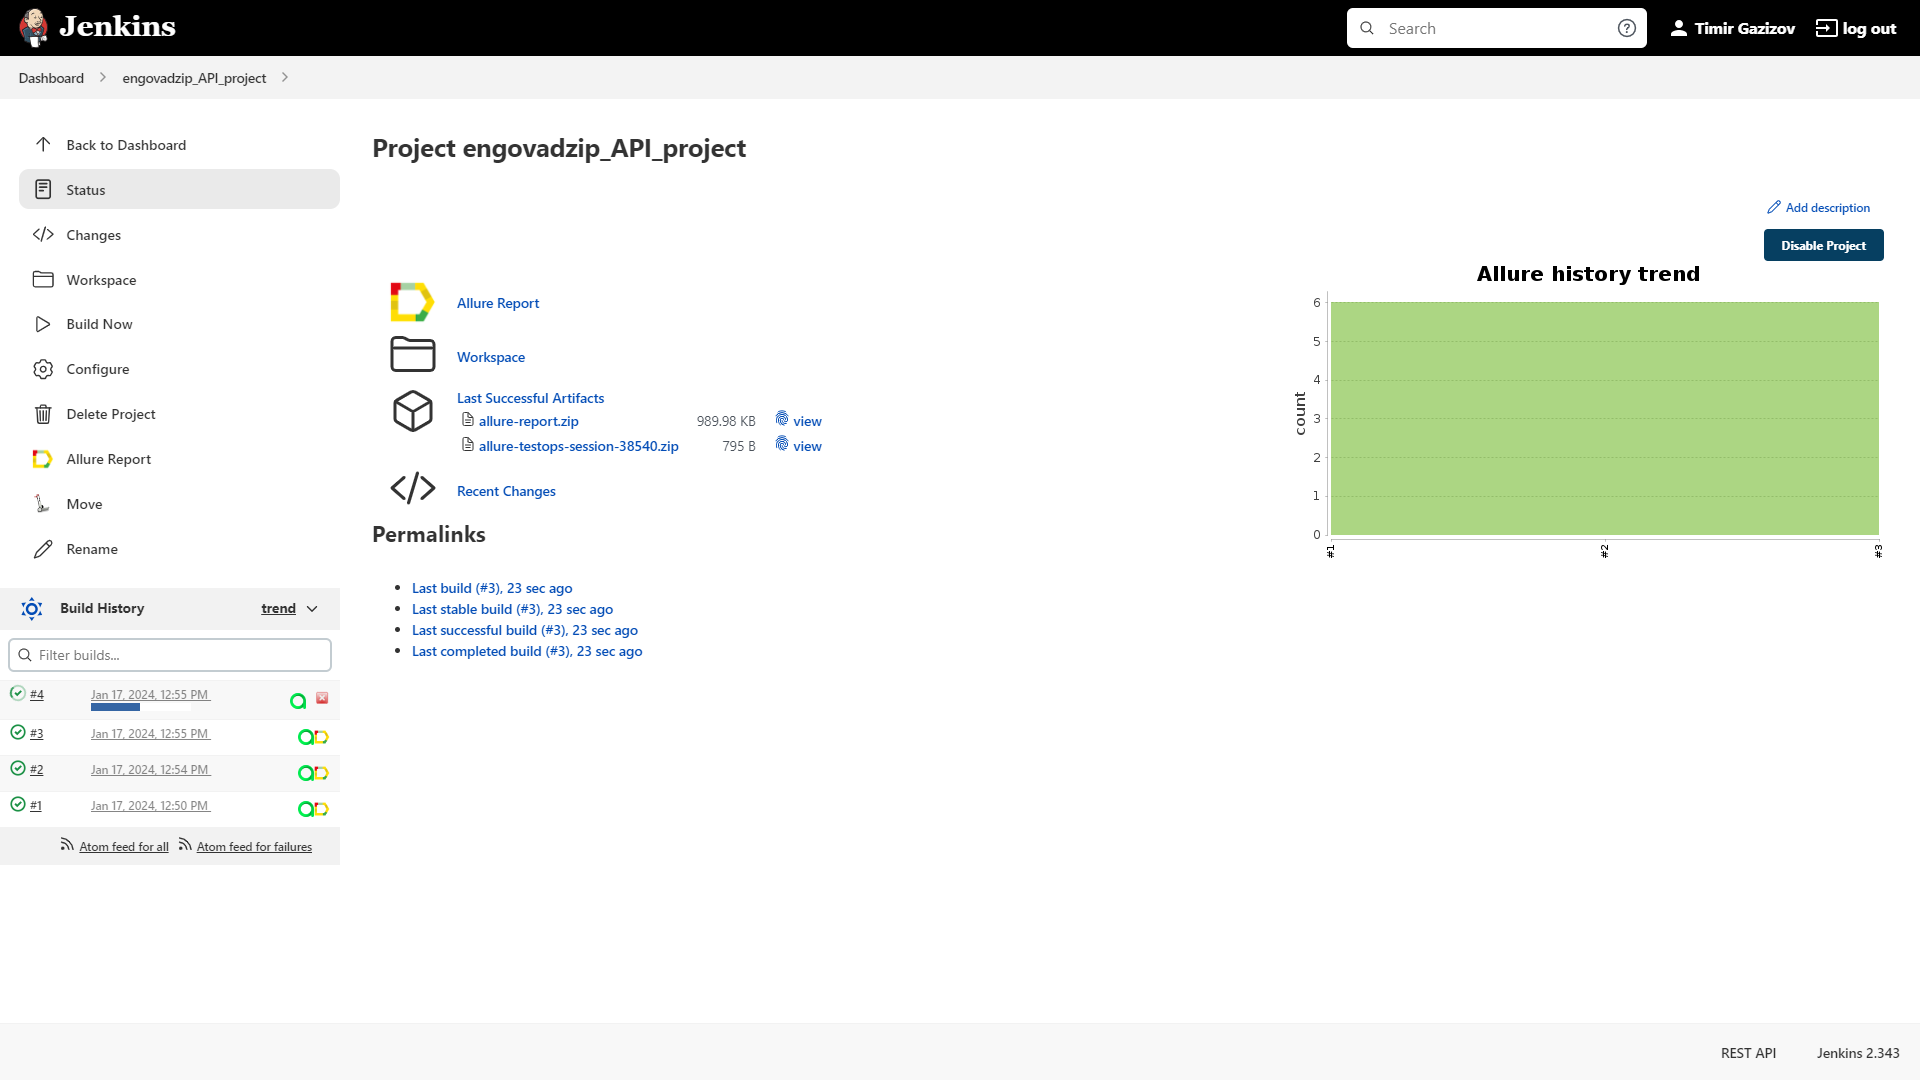 Jenkins
Search
Timir Gazizov
log out
Dashboard
engovadzip_API_project
Back to Dashboard
Status
Changes
Workspace
Build Now
Configure
Delete Project
Allure Report
Move
Rename
Build History
trend
Filter builds...
#4 Jan 17, 2024, 12:55 PM
#3 Jan 17, 2024, 12:55 PM
#2 Jan 17, 2024, 12:54 PM
#1 Jan 17, 2024, 12:50 PM
Atom feed for all Atom feed for failures
Project engovadzip_API_project
Add description
Disable Project
Allure Report
Workspace
Last Successful Artifacts
allure-report.zip 989.98 KB view
allure-testops-session-38540.zip 795 B view
Recent Changes
Permalinks
Last build (#3), 23 sec ago
Last stable build (#3), 23 sec ago
Last successful build (#3), 23 sec ago
Last completed build (#3), 23 sec ago
Allure history trend
count
6
5
4
3
2
1
0
#1 #2 #3
REST API
Jenkins 2.343